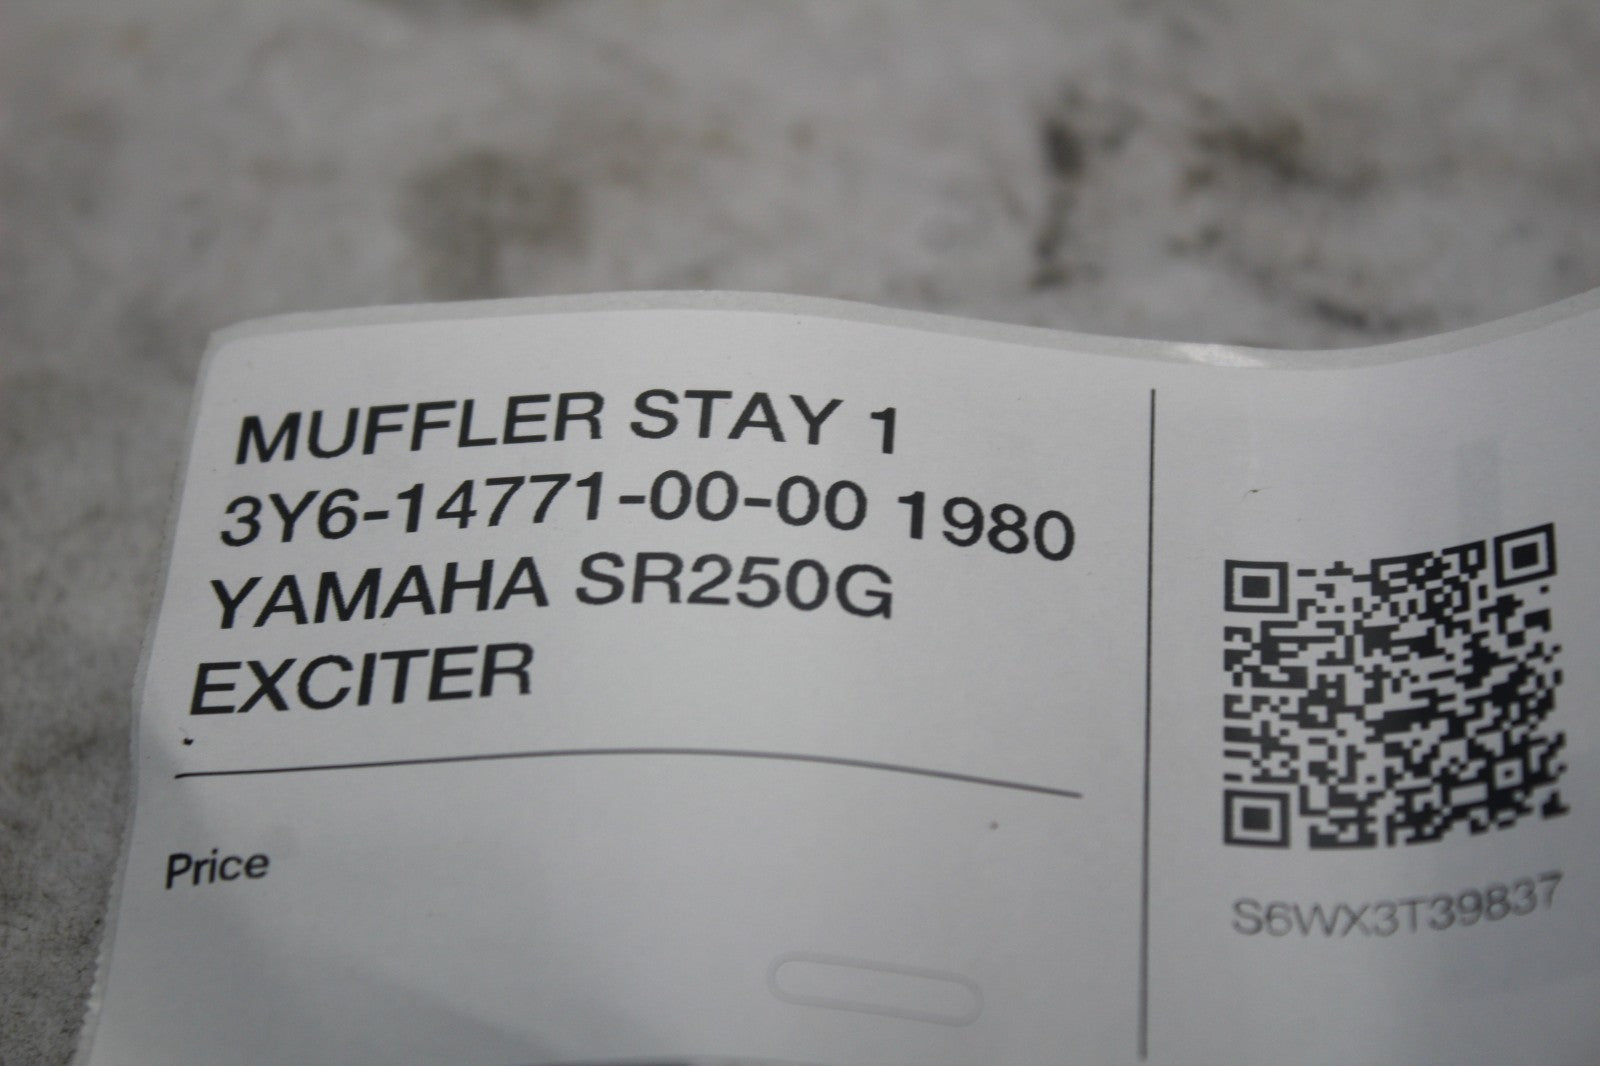 MUFFLER STAY 1
3Y6-14771-00-00 1980
YAMAHA SR250G
EXCITER
Price
S6WX3T39837